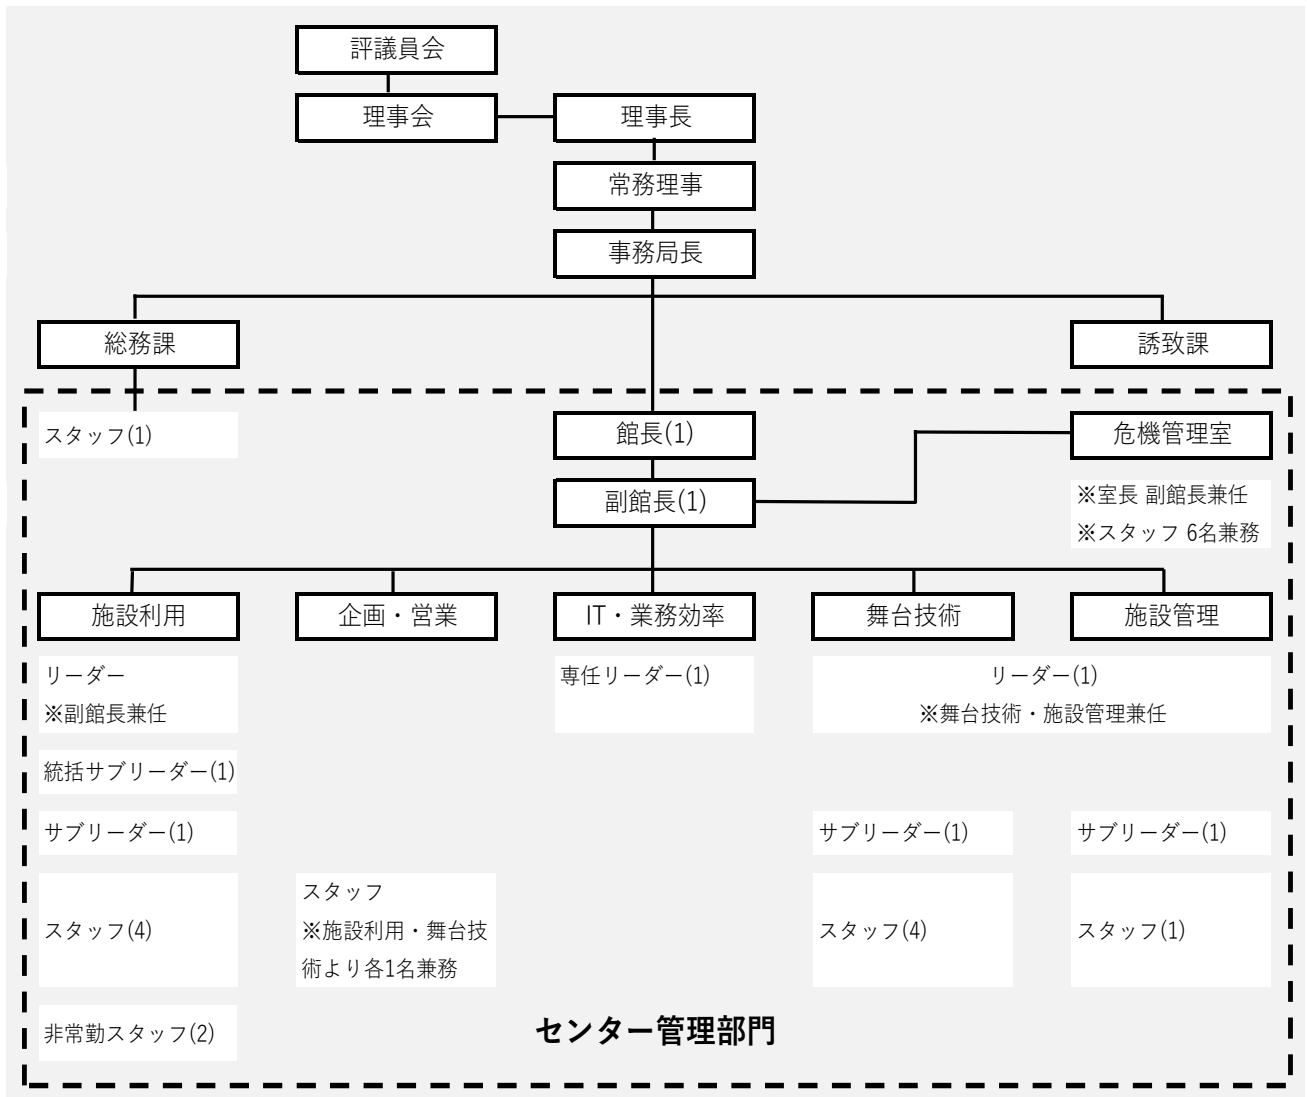 評議員会
理事会
理事長
常務理事
事務局長
総務課
誘致課
スタッフ(1)
館長(1)
危機管理室
副館長(1)
※室長 副館長兼任
※スタッフ 6名兼務
施設利用
企画・営業
IT・業務効率
舞台技術
施設管理
リーダー
※副館長兼任
専任リーダー(1)
リーダー(1)
※舞台技術・施設管理兼任
統括サブリーダー(1)
サブリーダー(1)
サブリーダー(1)
サブリーダー(1)
スタッフ(4)
スタッフ
※施設利用・舞台技
術より各1名兼務
スタッフ(4)
スタッフ(1)
非常勤スタッフ(2)
センター管理部門